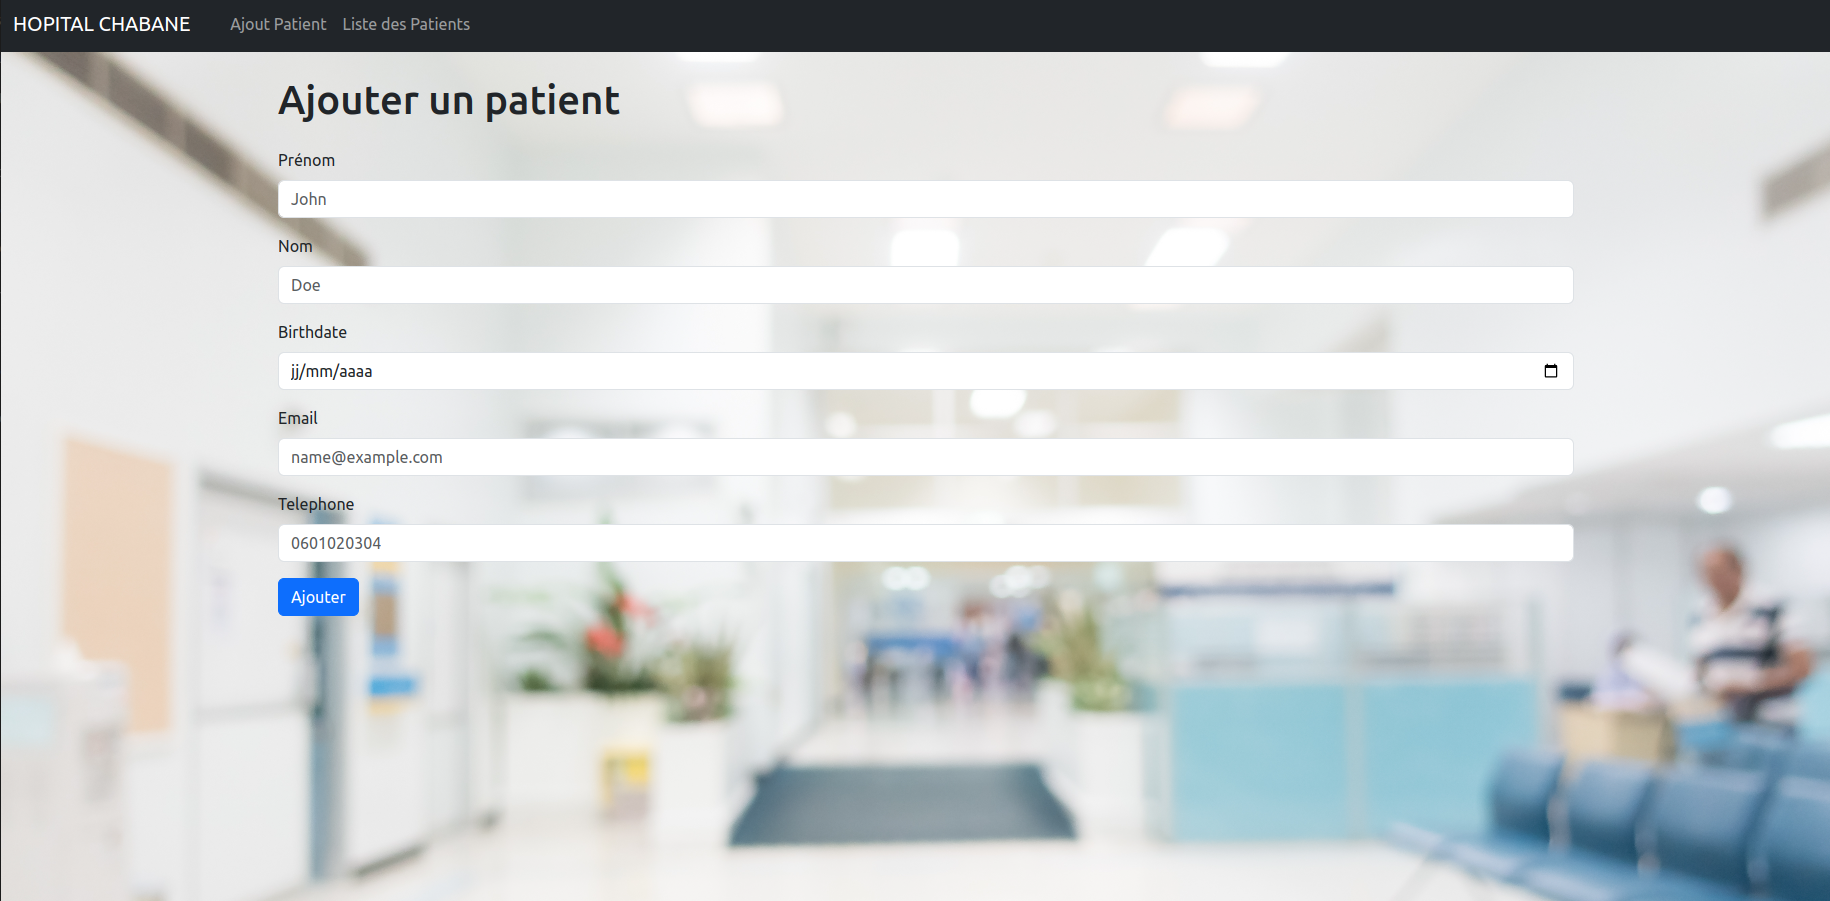 HOPITAL CHABANE Ajout Patient Liste des Patients
Ajouter un patient
Prénom
John
Nom
Doe
Birthdate
jj/mm/aaaa
Email
name@example.com
Telephone
0601020304
Ajouter